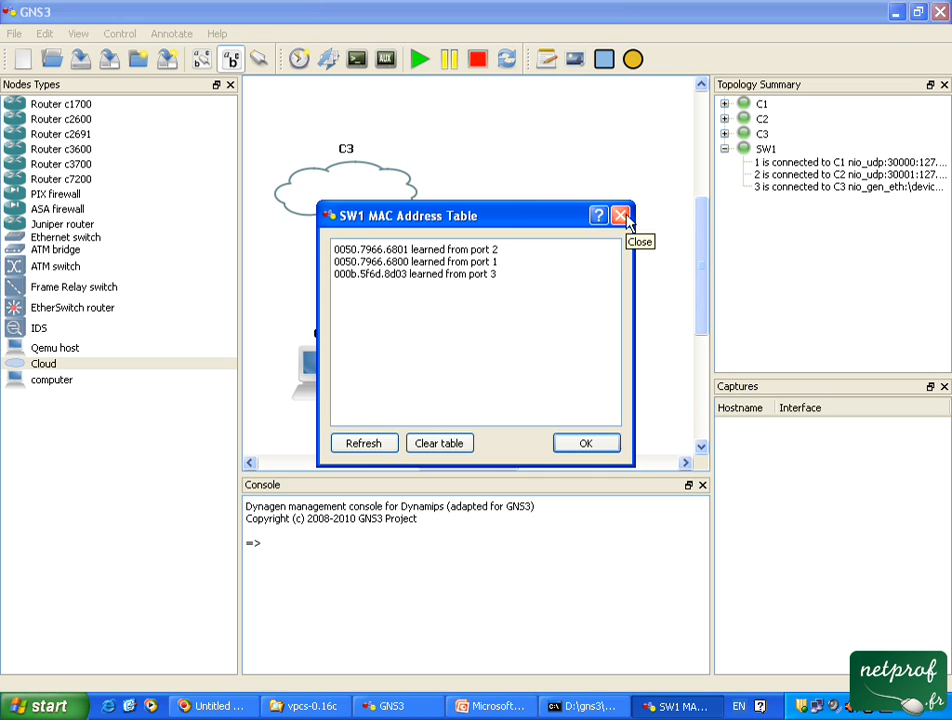 GNS3
File Edit View Control Annotate Help
Nodes Types
Router c1700
Router c2600
Router c2691
Router c3600
Router c3700
Router c7200
PIX firewall
ASA firewall
Juniper router
Ethernet switch
ATM bridge
ATM switch
Frame Relay switch
EtherSwitch router
IDS
Qemu host
Cloud
computer
C3
SW1 MAC Address Table
Close
0050.7966.6801 learned from port 2
0050.7966.6800 learned from port 1
000b.5f6d.8d03 learned from port 3
Refresh Clear table OK
Topology Summary
C1
C2
C3
SW1
1 is connected to C1 nio_udp:30000:127....
2 is connected to C2 nio_udp:30001:127....
3 is connected to C3 nio_gen_eth:\devic...
Captures
Hostname Interface
Console
Dynagen management console for Dynamips (adapted for GNS3)
Copyright (c) 2008-2010 GNS3 Project
=>
netprof
.fr
start Untitled ... vpcs-0.16c GNS3 Microsoft... C:\ D:\gns3\... SW1 MA... EN